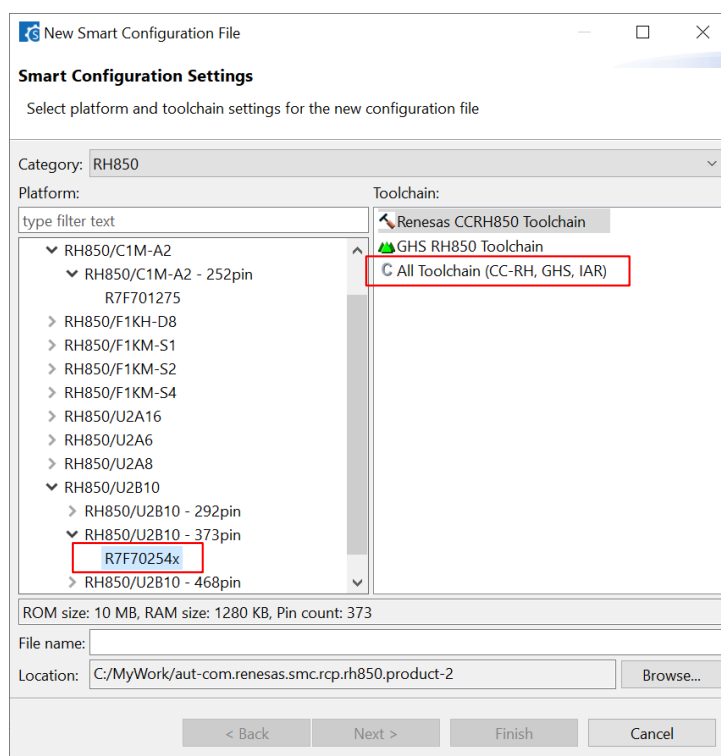 New Smart Configuration File
Smart Configuration Settings
Select platform and toolchain settings for the new configuration file
Category: RH850
Platform:
type filter text
RH850/C1M-A2
RH850/C1M-A2 - 252pin
R7F701275
RH850/F1KH-D8
RH850/F1KM-S1
RH850/F1KM-S2
RH850/F1KM-S4
RH850/U2A16
RH850/U2A6
RH850/U2A8
RH850/U2B10
RH850/U2B10 - 292pin
RH850/U2B10 - 373pin
R7F70254x
RH850/U2B10 - 468pin
Toolchain:
Renesas CCRH850 Toolchain
GHS RH850 Toolchain
All Toolchain (CC-RH, GHS, IAR)
ROM size: 10 MB, RAM size: 1280 KB, Pin count: 373
File name:
Location: C:/MyWork/aut-com.renesas.smc.rcp.rh850.product-2 Browse...
< Back Next > Finish Cancel